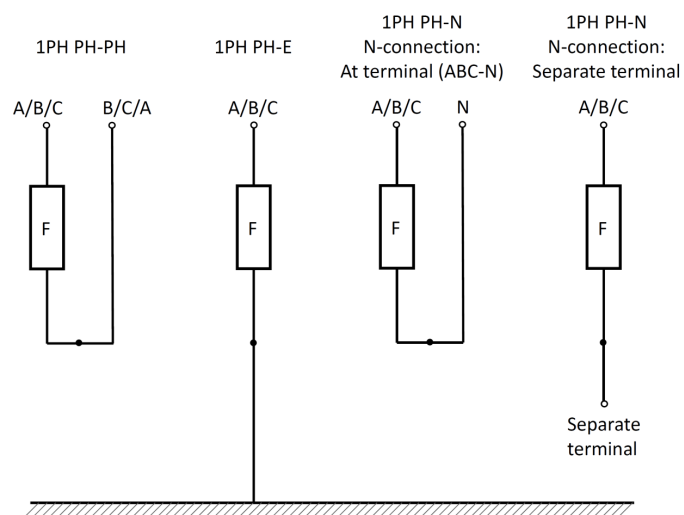 1PH PH-PH
1PH PH-E
1PH PH-N
N-connection:
At terminal (ABC-N)
1PH PH-N
N-connection:
Separate terminal
A/B/C
B/C/A
A/B/C
A/B/C
N
A/B/C
F
F
F
F
Separate
terminal